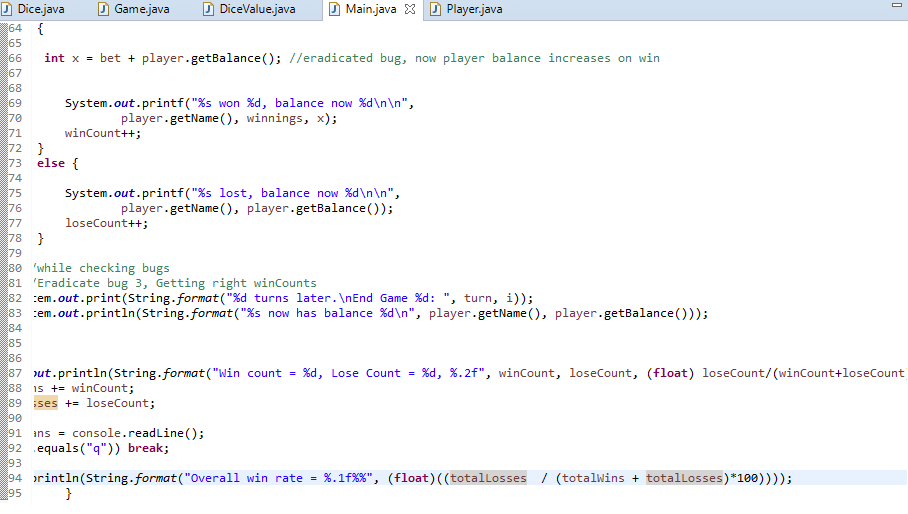 Dice.java Game.java DiceValue.java Main.java Player.java
64 {
65
66 int x = bet + player.getBalance(); //eradicated bug, now player balance increases on win
67
68
69 System.out.printf("%s won %d, balance now %d\n\n",
70 player.getName(), winnings, x);
71 winCount++;
72 }
73 else {
74
75 System.out.printf("%s lost, balance now %d\n\n",
76 player.getName(), player.getBalance());
77 loseCount++;
78 }
79
80 /while checking bugs
81 /Eradicate bug 3, Getting right winCounts
82 tem.out.print(String.format("%d turns later.\nEnd Game %d: ", turn, i));
83 tem.out.println(String.format("%s now has balance %d\n", player.getName(), player.getBalance()));
84
85
86
87 out.println(String.format("Win count = %d, Lose Count = %d, %.2f", winCount, loseCount, (float) loseCount/(winCount+loseCount
88 ns += winCount;
89 sses += loseCount;
90
91 ans = console.readLine();
92 .equals("q")) break;
93
94 println(String.format("Overall win rate = %.1f%%", (float)((totalLosses / (totalWins + totalLosses)*100))));
95 }